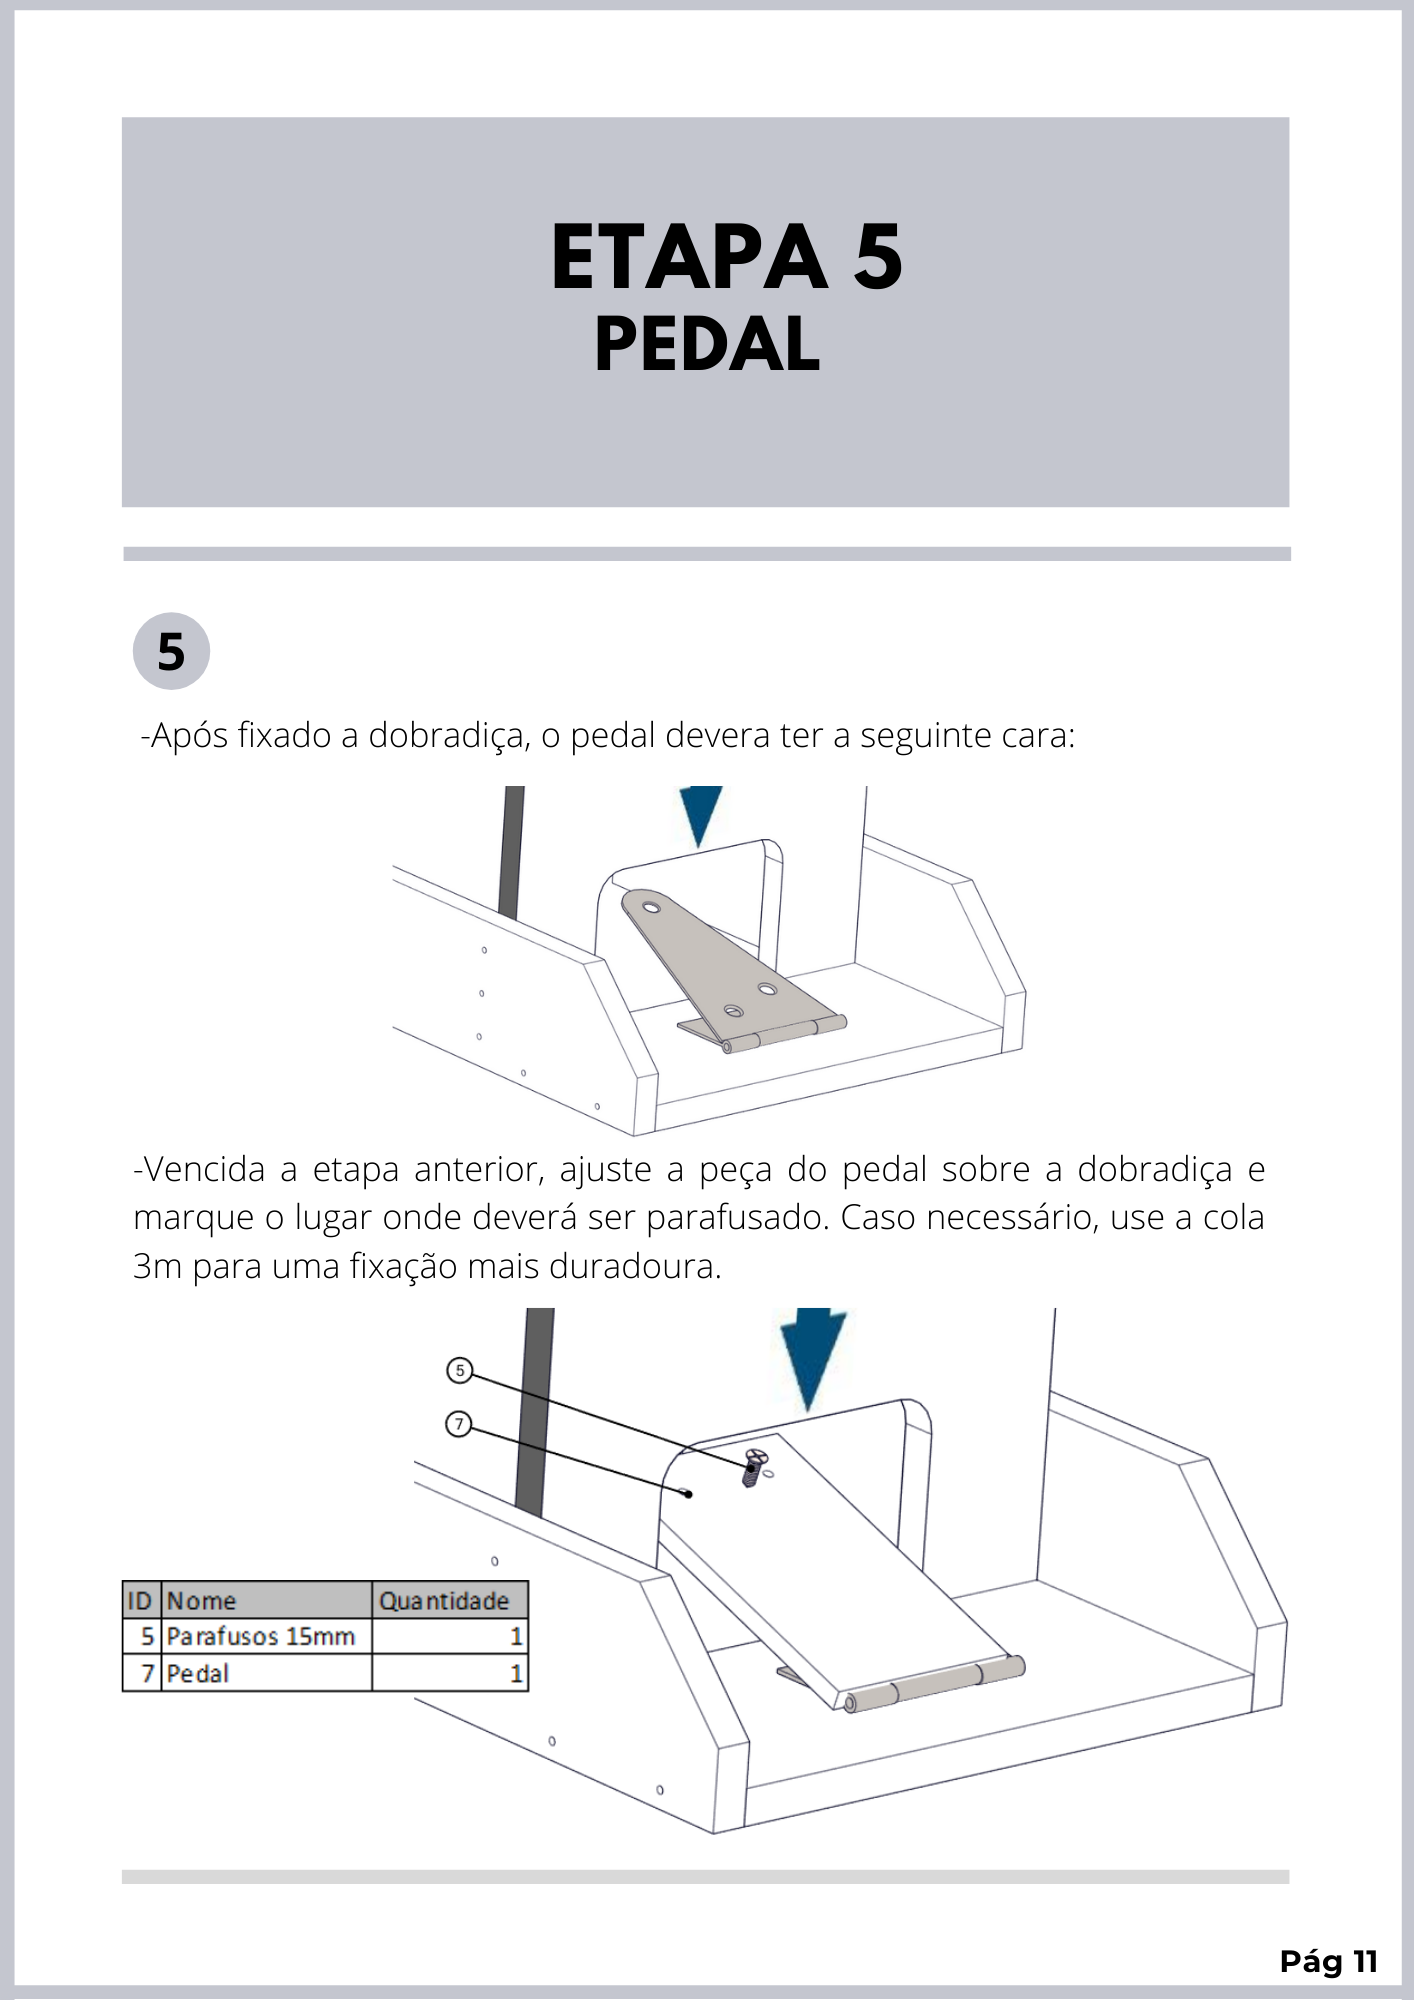 ETAPA 5
PEDAL
5
-Após fixado a dobradiça, o pedal devera ter a seguinte cara:
-Vencida a etapa anterior, ajuste a peça do pedal sobre a dobradiça e
marque o lugar onde deverá ser parafusado. Caso necessário, use a cola
3m para uma fixação mais duradoura.
5
7
ID Nome Quantidade
5 Parafusos 15mm 1
7 Pedal 1
Pág 11